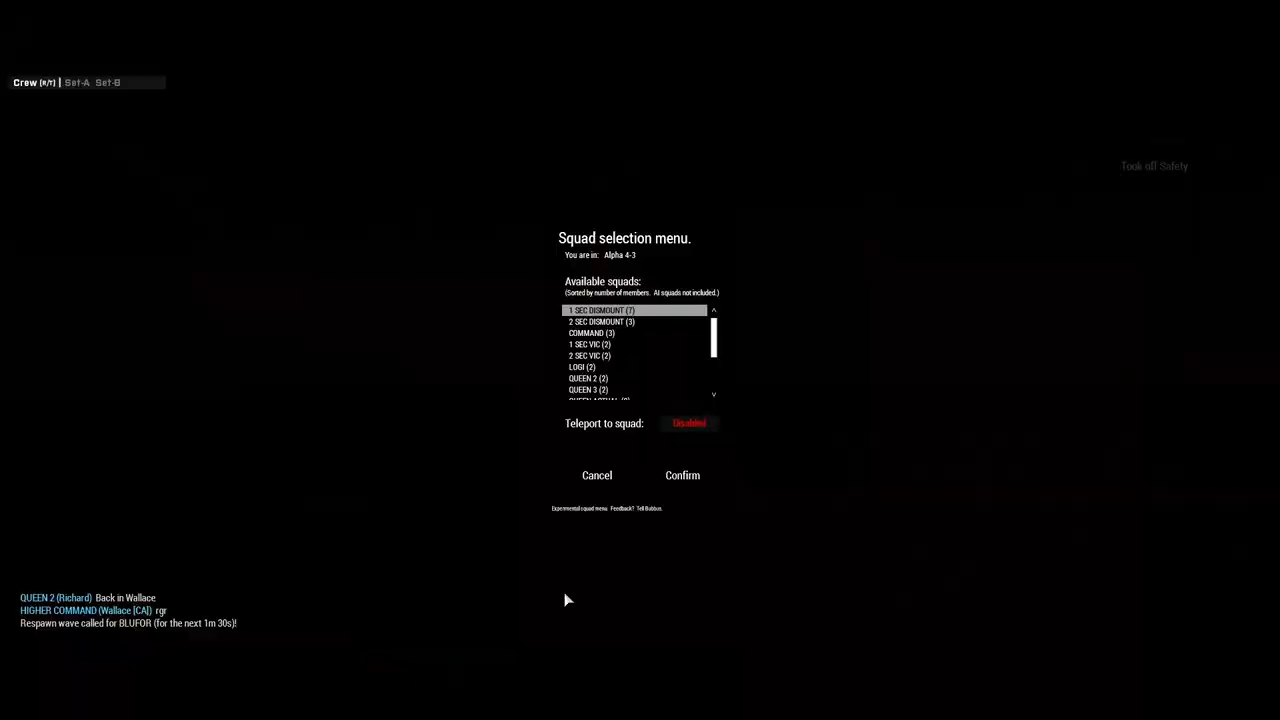 Crew (R/T) | Set-A Set-B
Took off Safety
Squad selection menu.
You are in: Alpha 4-3
Available squads:
(Sorted by number of members. AI squads not included.)
1 SEC DISMOUNT (7)
2 SEC DISMOUNT (3)
COMMAND (3)
1 SEC VIC (2)
2 SEC VIC (2)
LOGI (2)
QUEEN 2 (2)
QUEEN 3 (2)
QUEEN ACTUAL
Teleport to squad: Disabled
Cancel Confirm
Experimental squad menu. Feedback? Tell Bubbus.
QUEEN 2 (Richard) Back in Wallace
HIGHER COMMAND (Wallace [CA]) rgr
Respawn wave called for BLUFOR (for the next 1m 30s)!